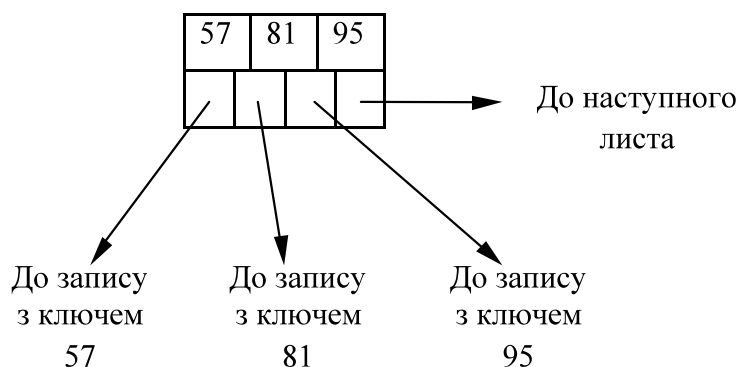 57 81 95
До наступного
листа
До запису
з ключем
57
До запису
з ключем
81
До запису
з ключем
95